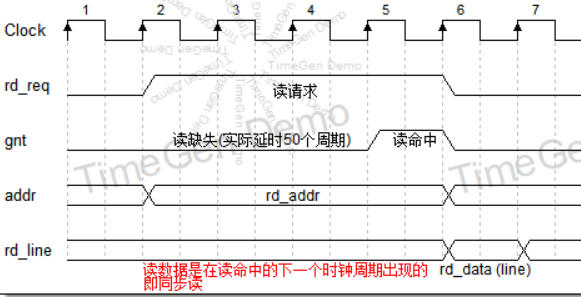 1 2 3 4 5 6 7
Clock
rd_req
读请求
gnt
读缺失(实际延时50个周期)
读命中
addr
rd_addr
rd_line
rd_data (line)
读数据是在读命中的下一个时钟周期出现的
即同步读
TimeGen Demo
TimeGen Demo